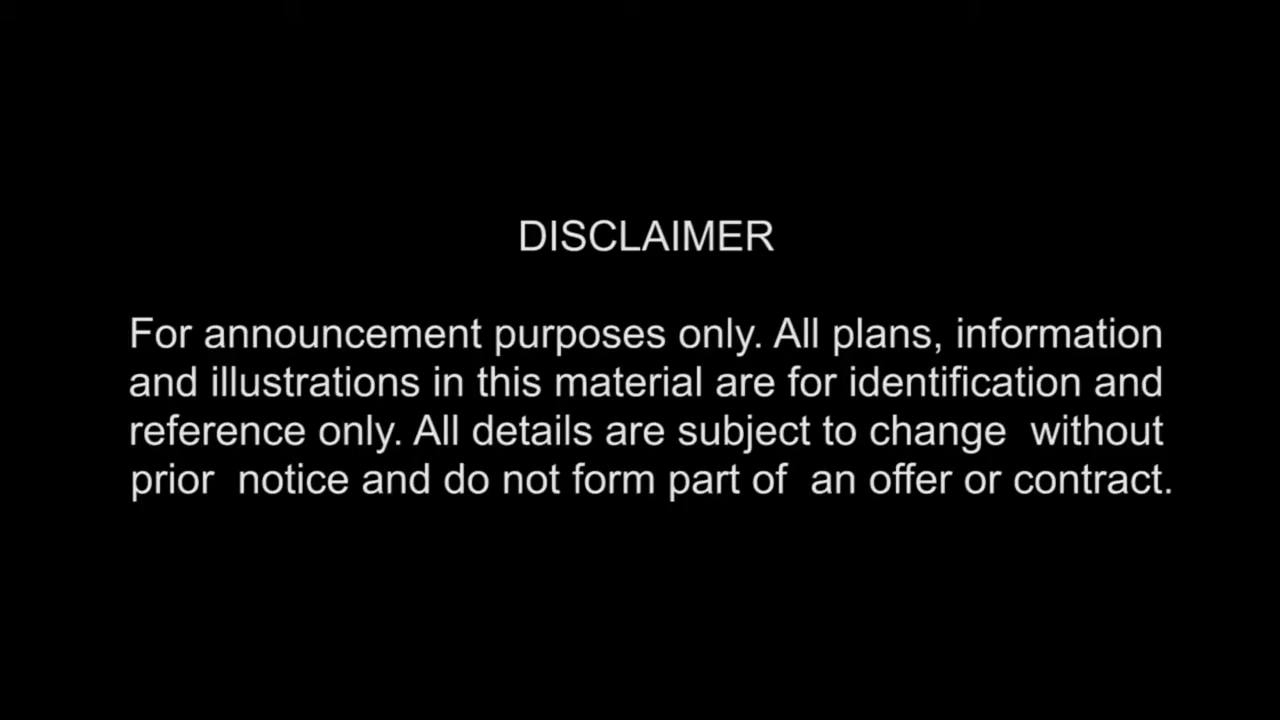 DISCLAIMER
For announcement purposes only. All plans, information
and illustrations in this material are for identification and
reference only. All details are subject to change  without
prior  notice and do not form part of  an offer or contract.